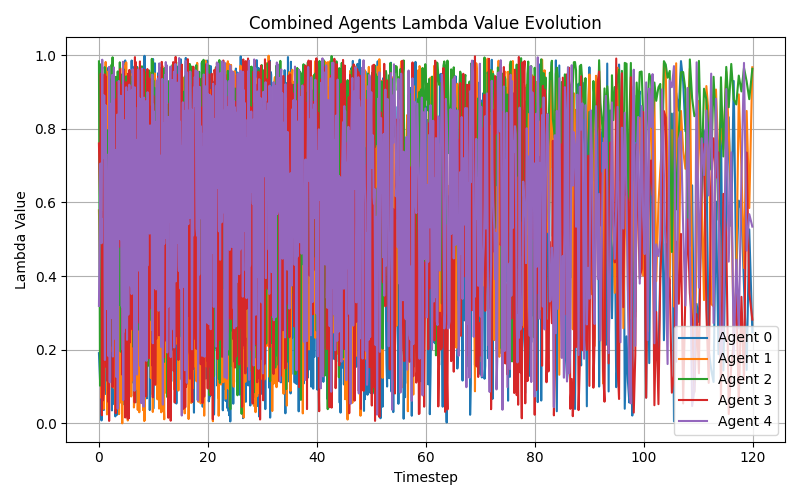 Combined Agents Lambda Value Evolution
1.0
0.8
0.6
0.4
0.2
0.0
Lambda Value
0 20 40 60 80 100 120
Timestep
Agent 0
Agent 1
Agent 2
Agent 3
Agent 4